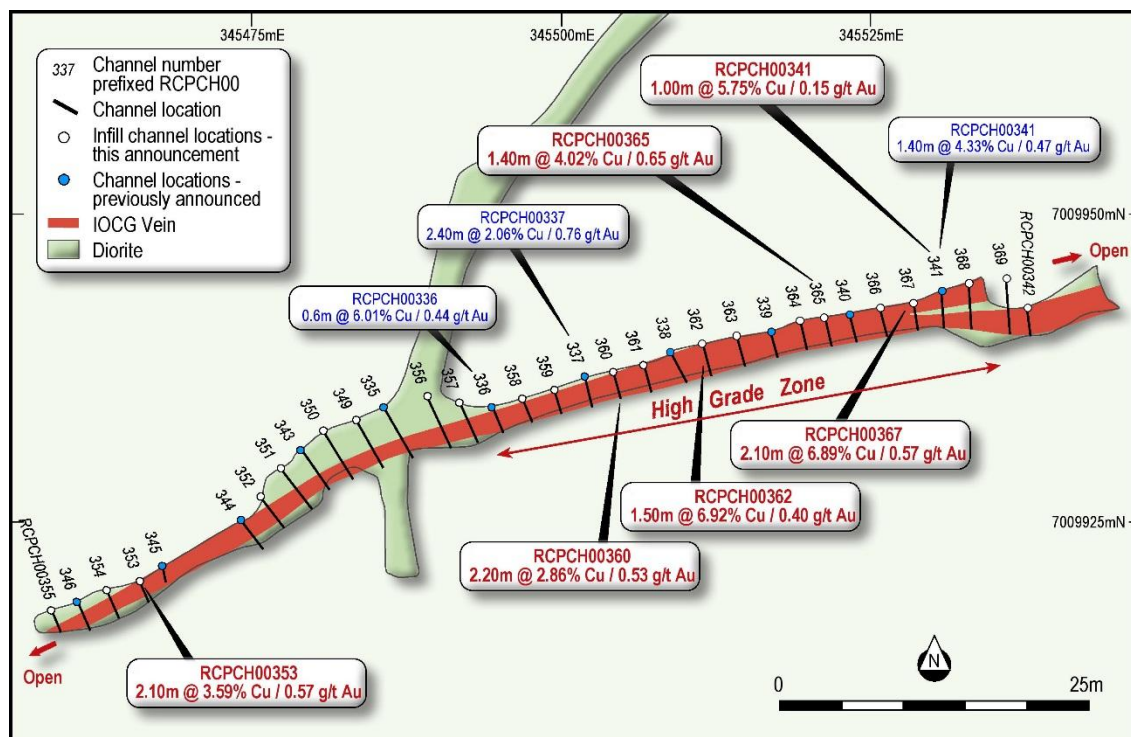 345475mE
345500mE
345525mE
337
Channel number
prefixed RCPCH00
Channel location
Infill channel locations -
this announcement
Channel locations -
previously announced
IOCG Vein
Diorite
RCPCH00341
1.00m @ 5.75% Cu / 0.15 g/t Au
RCPCH00365
1.40m @ 4.02% Cu / 0.65 g/t Au
RCPCH00341
1.40m @ 4.33% Cu / 0.47 g/t Au
RCPCH00337
2.40m @ 2.06% Cu / 0.76 g/t Au
RCPCH00336
0.6m @ 6.01% Cu / 0.44 g/t Au
7009950mN
Open
RCPCH00355
346
354
353
345
344
352
351
343
350
349
335
356
357
336
358
359
337
360
361
338
362
363
339
364
365
340
366
367
341
368
369
RCPCH00342
High Grade Zone
RCPCH00367
2.10m @ 6.89% Cu / 0.57 g/t Au
RCPCH00362
1.50m @ 6.92% Cu / 0.40 g/t Au
7009925mN
RCPCH00360
2.20m @ 2.86% Cu / 0.53 g/t Au
Open
RCPCH00353
2.10m @ 3.59% Cu / 0.57 g/t Au
N
0
25m